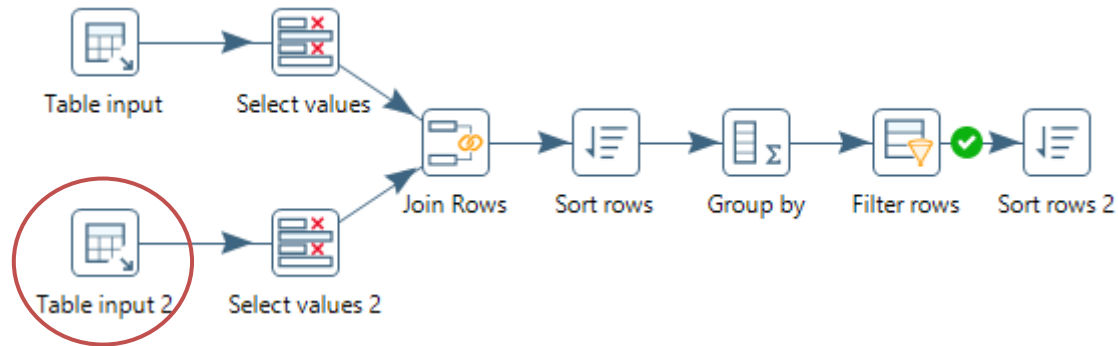 Table input
Select values
Join Rows
Sort rows
Group by
Filter rows
Sort rows 2
Table input 2
Select values 2